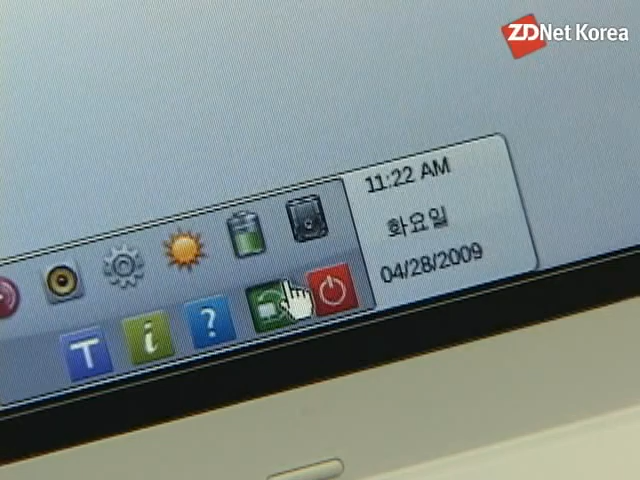 ZDNet Korea
11:22 AM
화요일
04/28/2009
T i ?